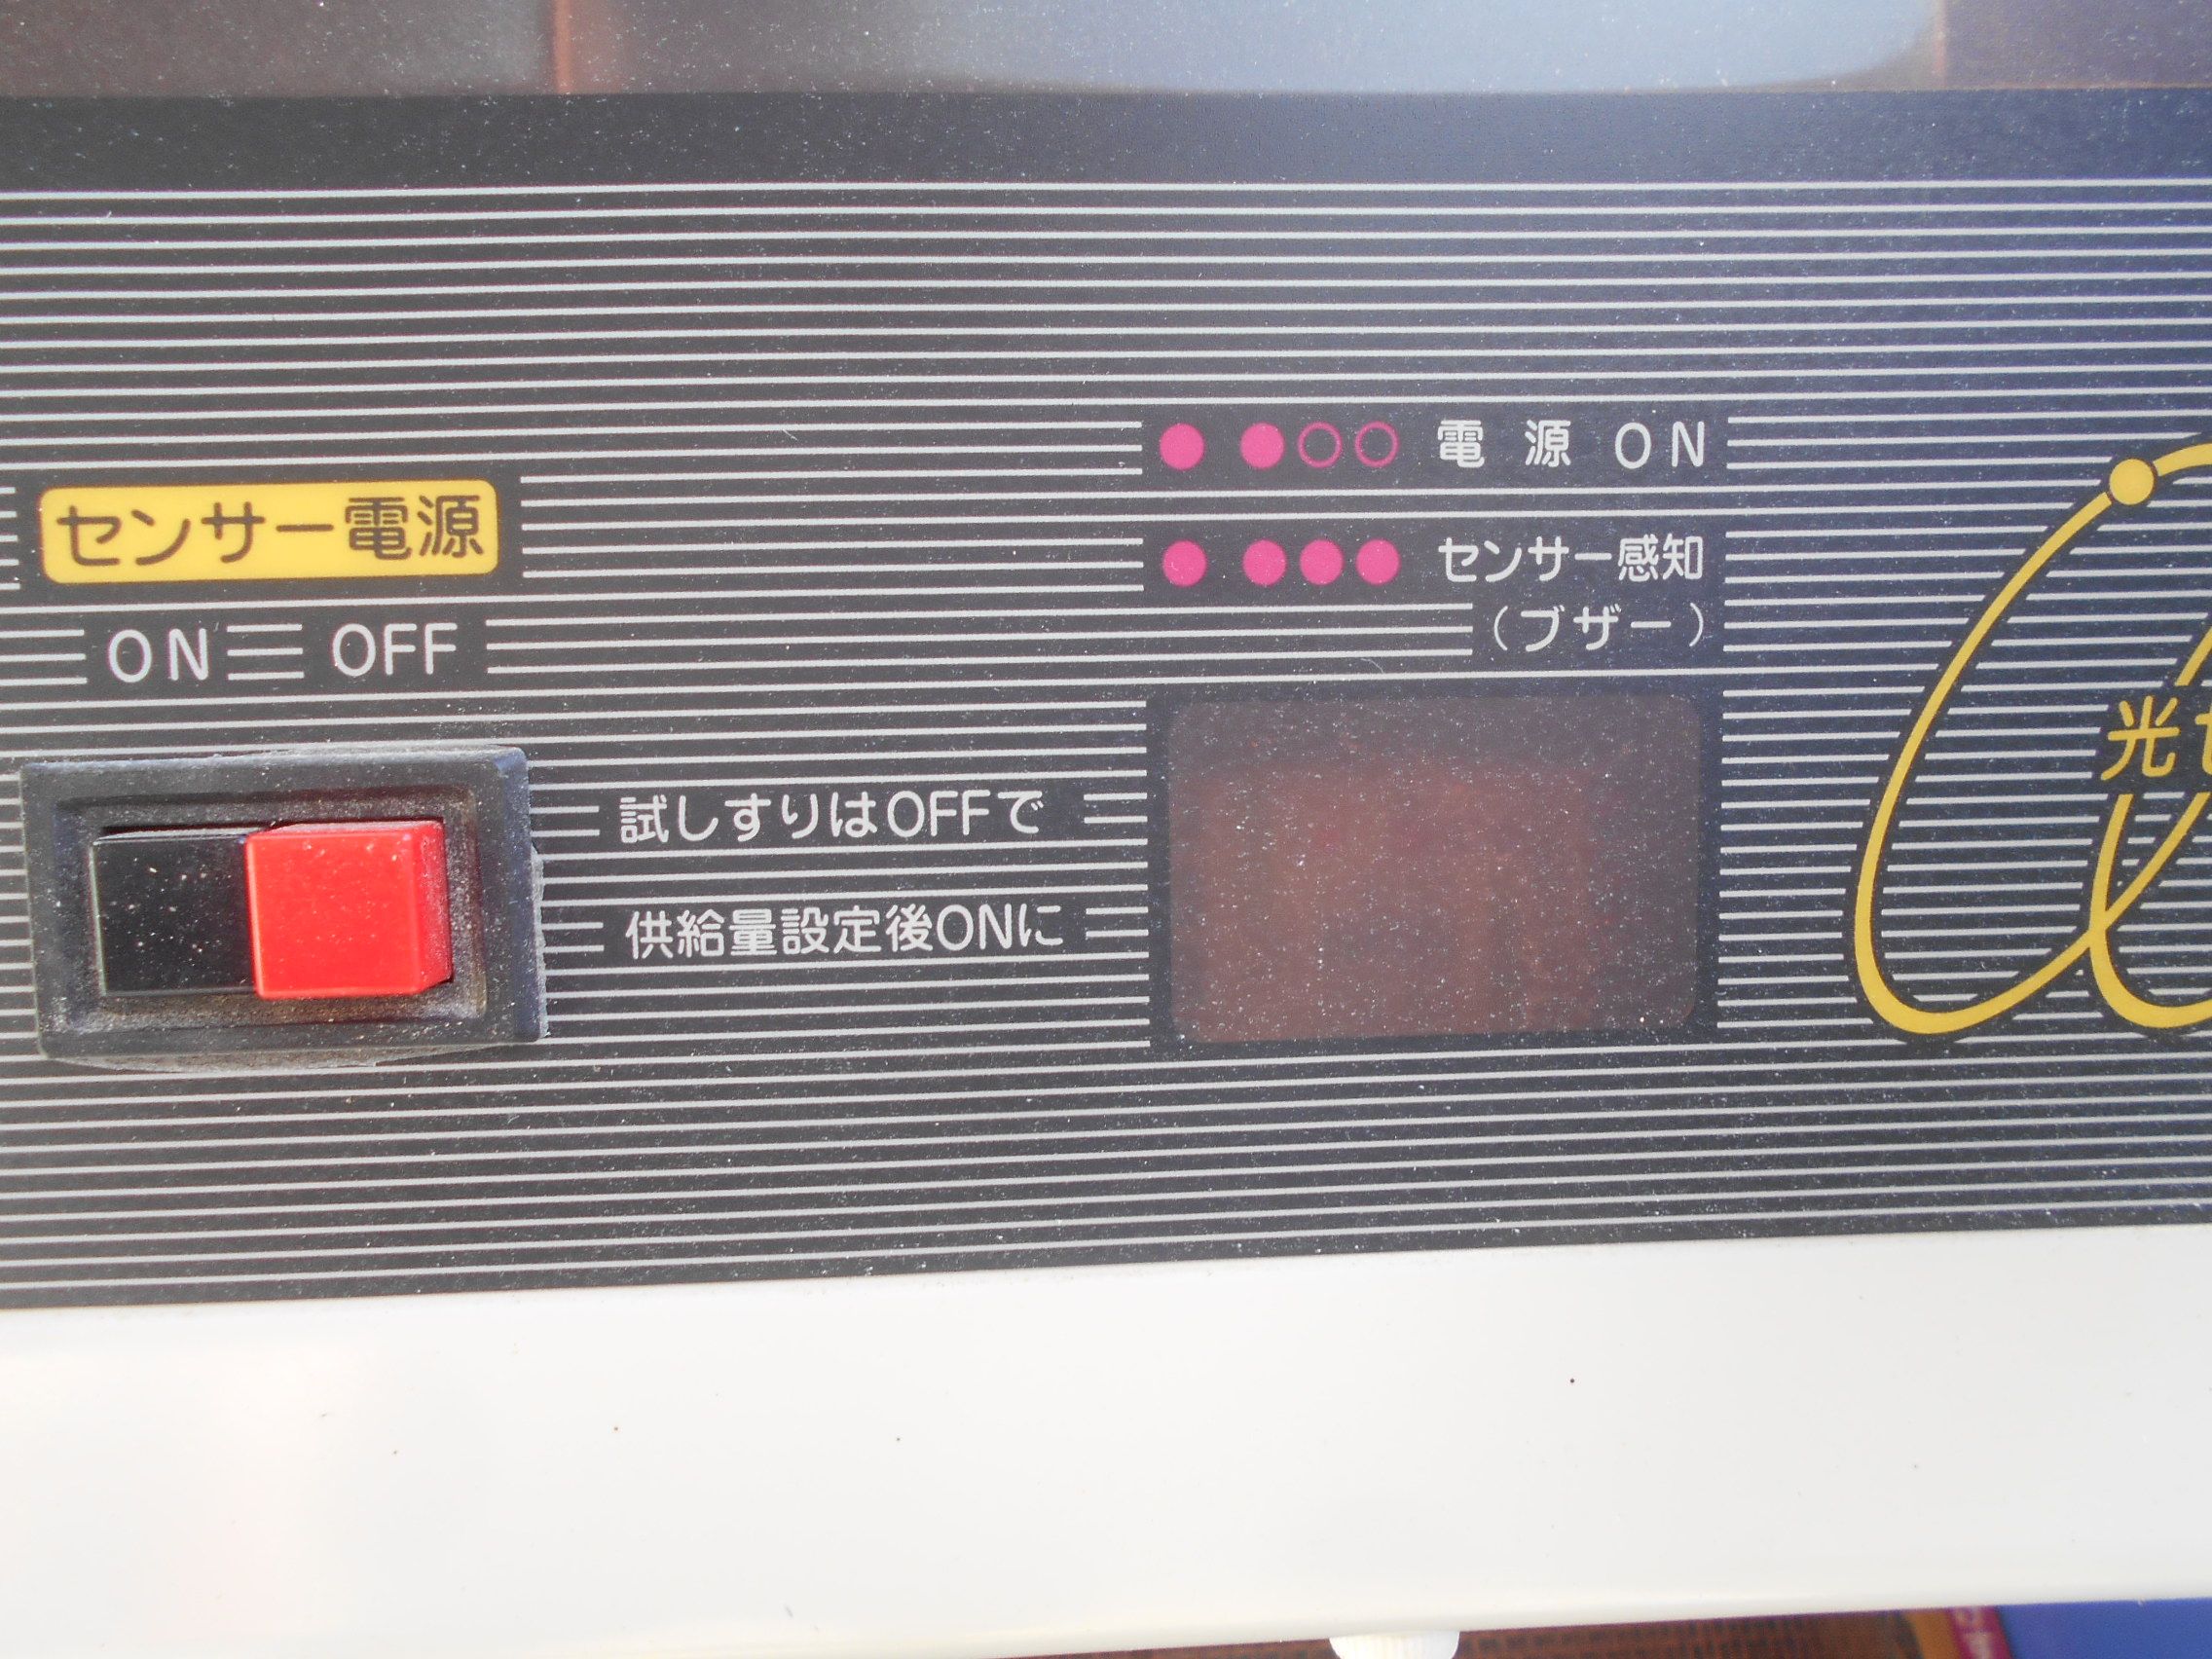 センサー電源
ON OFF
試しすりはOFFで
供給量設定後ONに
電源 ON
センサー感知
(ブザー)
光セ